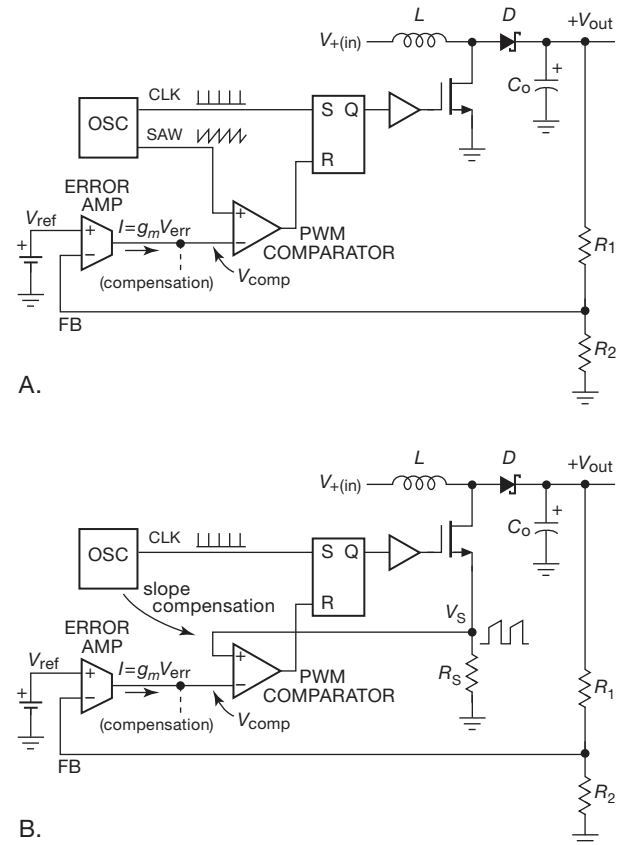 L
D
+Vout
V+(in)
+
Co
CLK
OSC
SAW
S Q
R
ERROR
AMP
Vref
I=gmVerr
+
+
−
+
−
PWM
COMPARATOR
(compensation)
Vcomp
R1
FB
R2
A.
L
D
+Vout
V+(in)
+
Co
CLK
OSC
S Q
R
slope
compensation
VS
ERROR
AMP
Vref
I=gmVerr
+
+
−
+
−
RS
PWM
COMPARATOR
(compensation)
Vcomp
R1
FB
R2
B.